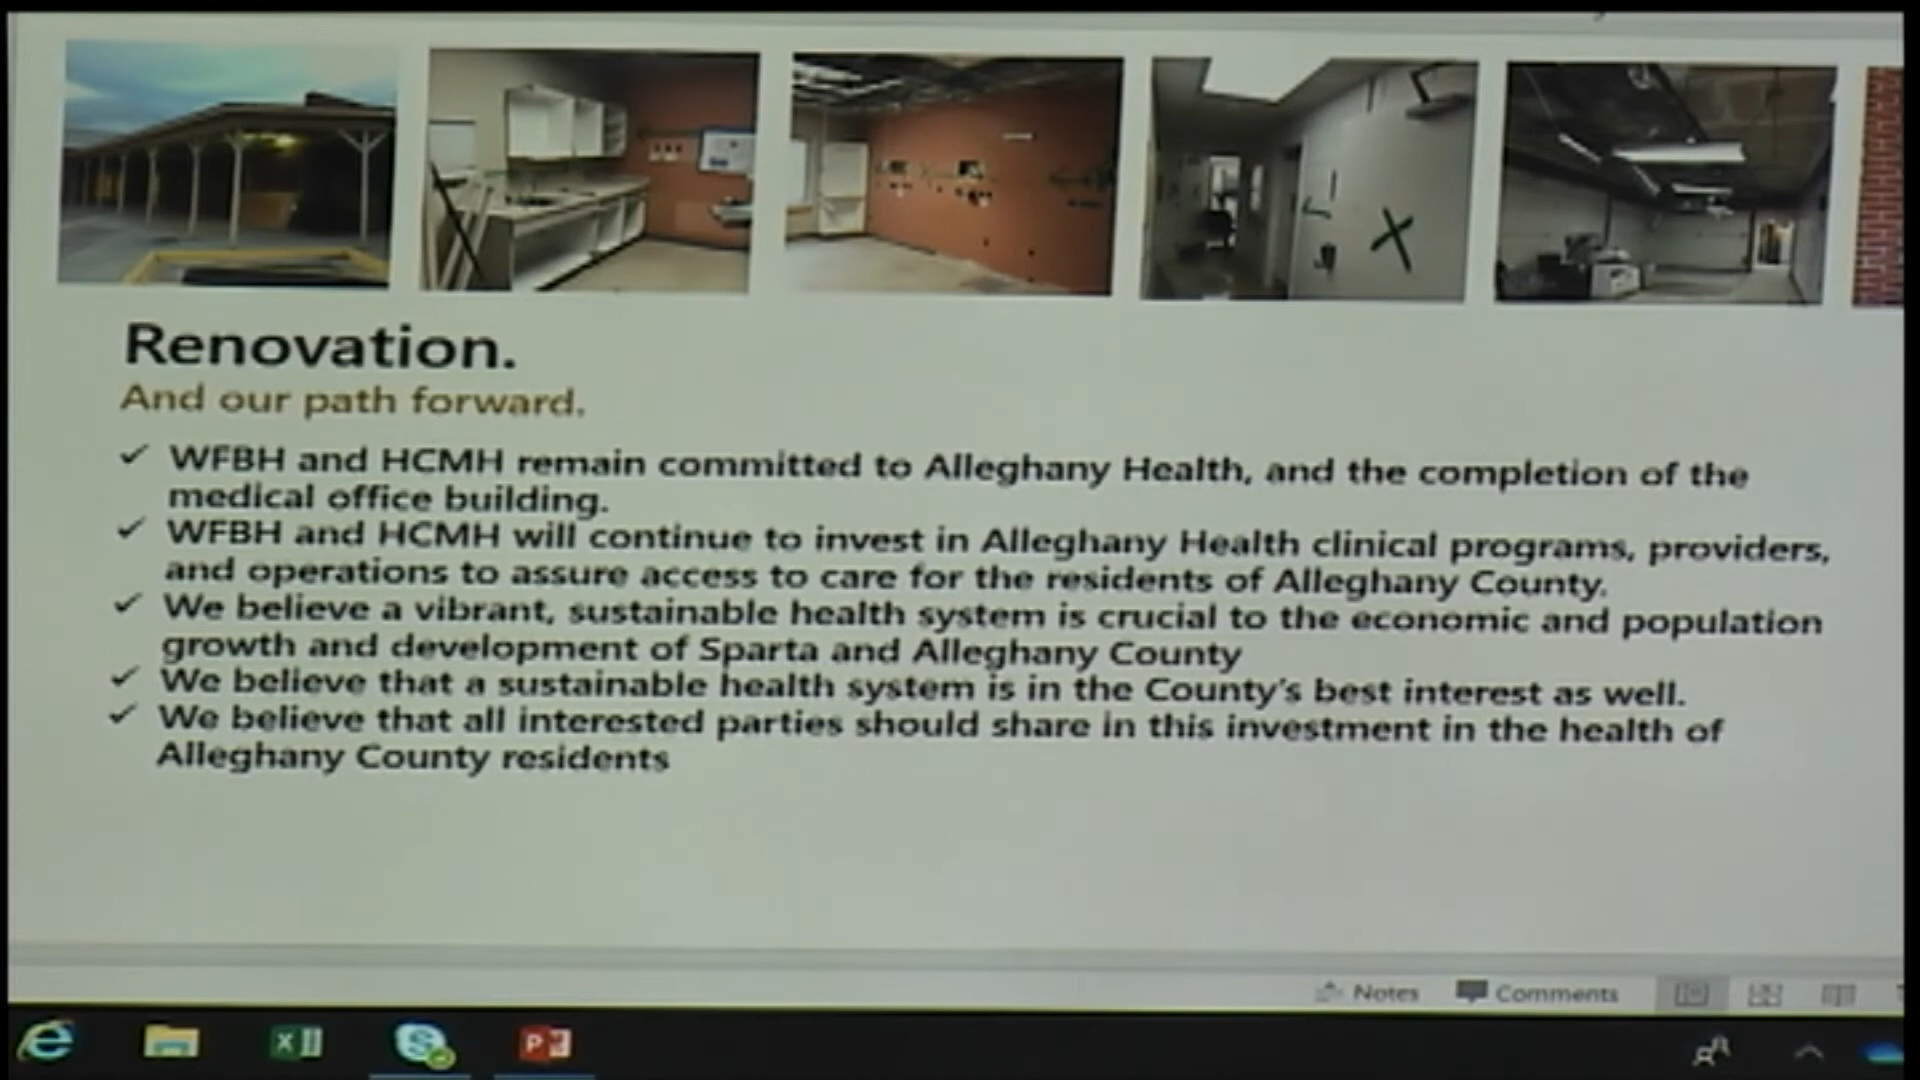 Renovation.
And our path forward.
✓ WFBH and HCMH remain committed to Alleghany Health, and the completion of the
medical office building.
✓ WFBH and HCMH will continue to invest in Alleghany Health clinical programs, providers,
and operations to assure access to care for the residents of Alleghany County.
✓ We believe a vibrant, sustainable health system is crucial to the economic and population
growth and development of Sparta and Alleghany County
✓ We believe that a sustainable health system is in the County's best interest as well.
✓ We believe that all interested parties should share in this investment in the health of
Alleghany County residents
Notes Comments